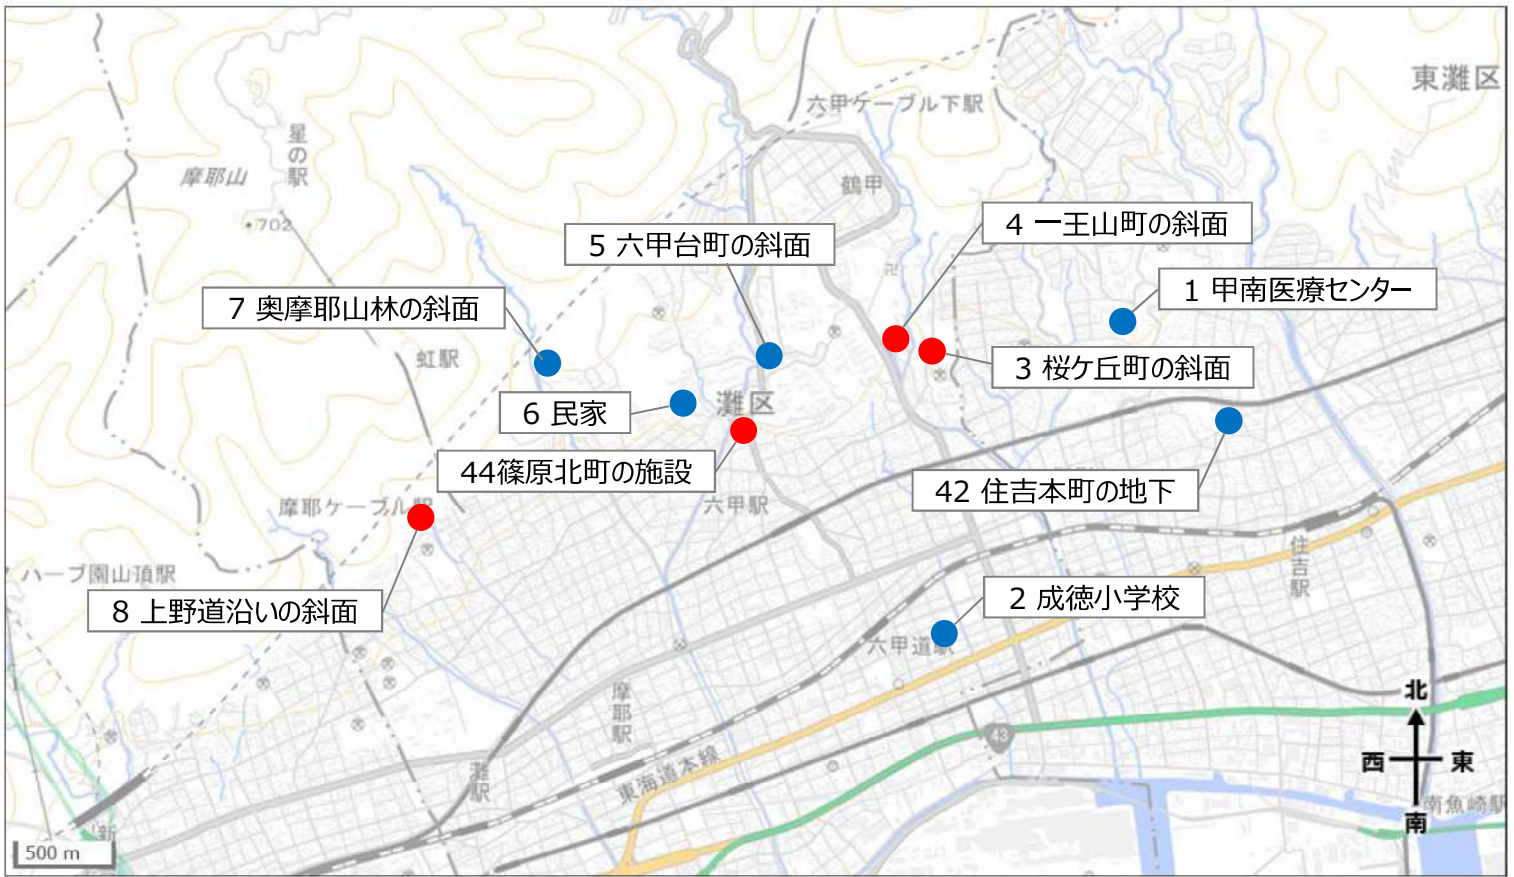 東灘区
六甲ケーブル下駅
星の駅
摩耶山
・702
鶴甲
4 一王山町の斜面
5 六甲台町の斜面
1 甲南医療センター
7 奥摩耶山林の斜面
虹駅
3 桜ケ丘町の斜面
6 民家
灘区
44篠原北町の施設
42 住吉本町の地下
摩耶ケーブル駅
六甲駅
住吉駅
ハーブ園山頂駅
8 上野道沿いの斜面
2 成徳小学校
六甲道駅
摩耶駅
北
43
西
東
東海道本線
灘駅
南魚崎駅
南
新
500 m